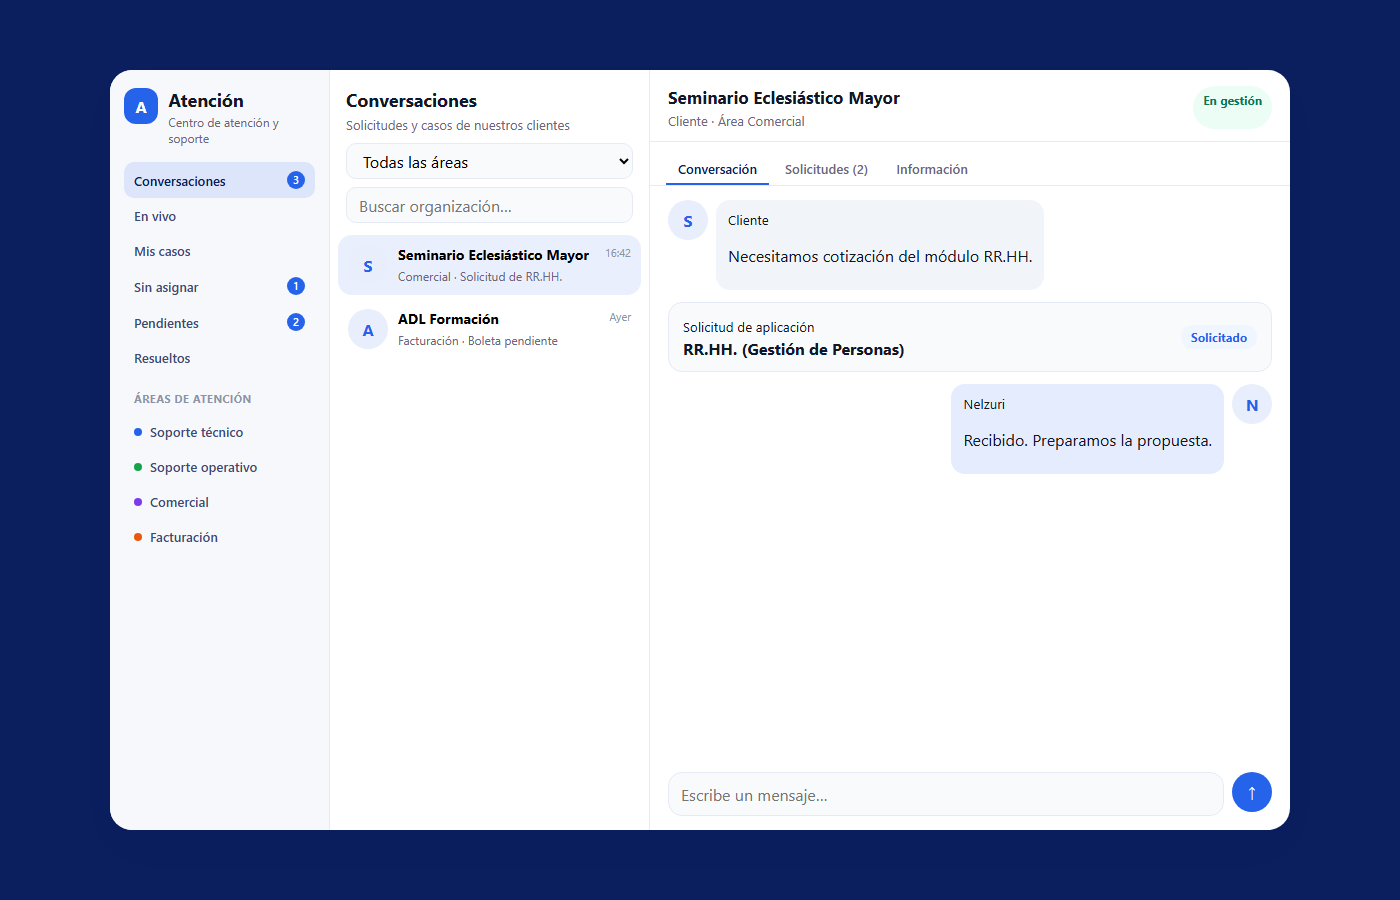 A
Atención
Centro de atención y
soporte
Conversaciones 3
En vivo
Mis casos
Sin asignar 1
Pendientes 2
Resueltos
ÁREAS DE ATENCIÓN
Soporte técnico
Soporte operativo
Comercial
Facturación
Conversaciones
Solicitudes y casos de nuestros clientes
Todas las áreas
Buscar organización...
S
Seminario Eclesiástico Mayor 16:42
Comercial · Solicitud de RR.HH.
A
ADL Formación Ayer
Facturación · Boleta pendiente
Seminario Eclesiástico Mayor
Cliente · Área Comercial
En gestión
Conversación Solicitudes (2) Información
S
Cliente
Necesitamos cotización del módulo RR.HH.
Solicitud de aplicación
RR.HH. (Gestión de Personas)
Solicitado
Nelzuri
N
Recibido. Preparamos la propuesta.
Escribe un mensaje...
↑